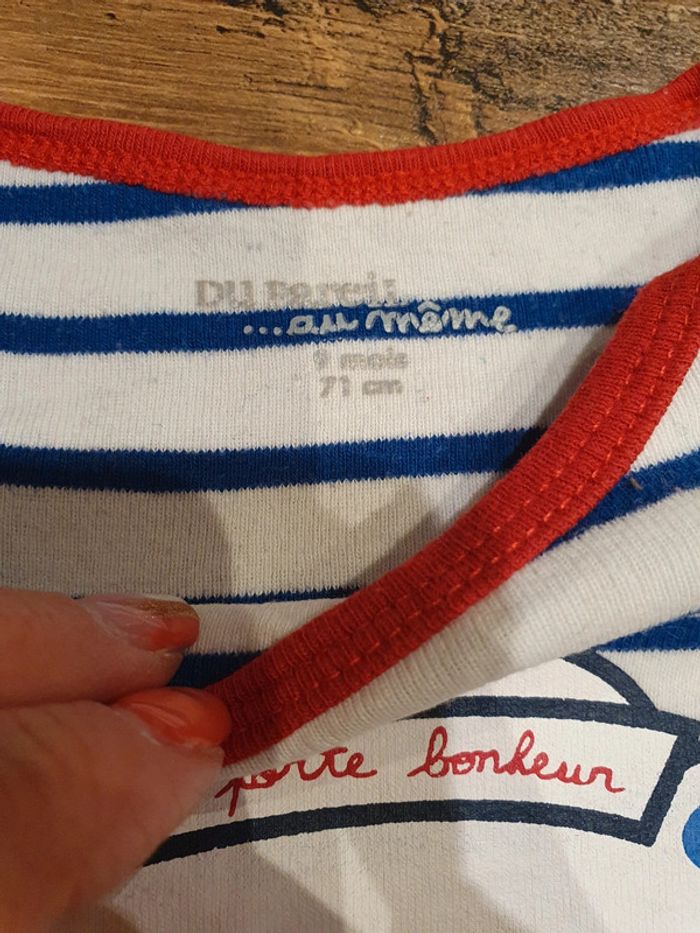 DU PAREIL
...au même
9 mois
71 cm
porte bonheur